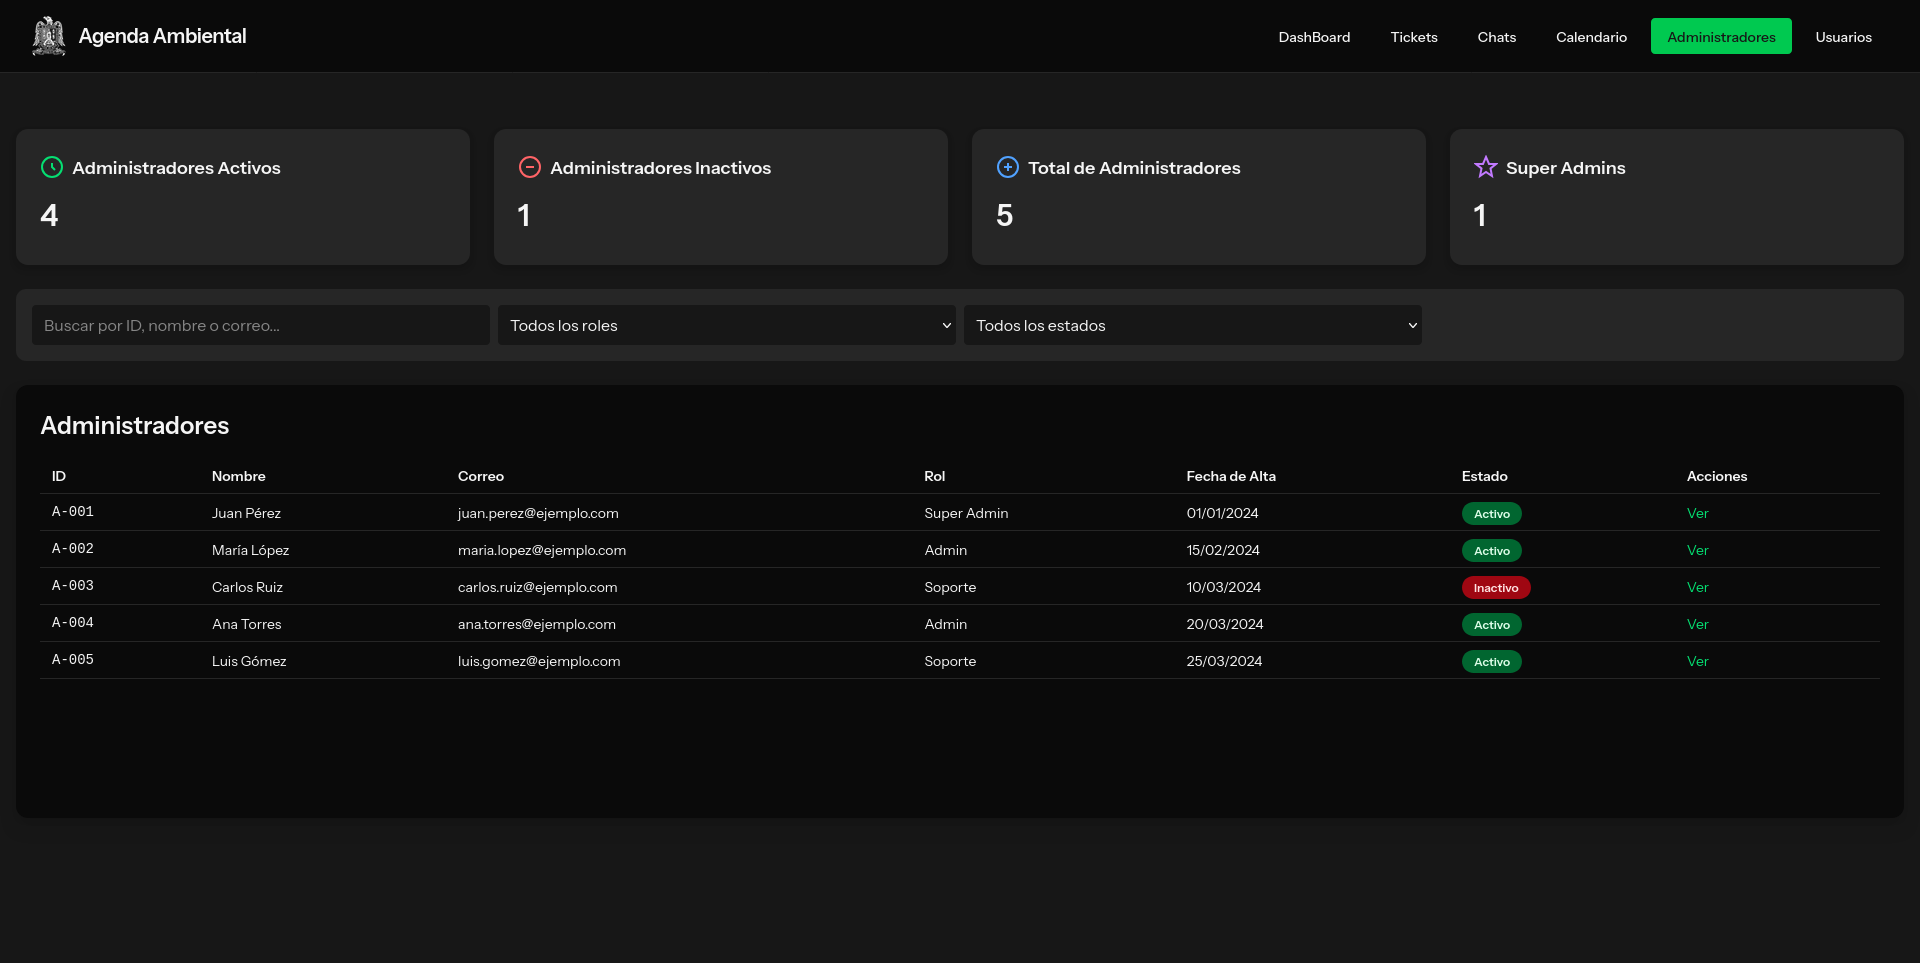 Agenda Ambiental
DashBoard Tickets Chats Calendario Administradores Usuarios
Administradores Activos
4
Administradores Inactivos
1
Total de Administradores
5
Super Admins
1
Buscar por ID, nombre o correo...
Todos los roles
Todos los estados
Administradores
ID Nombre Correo Rol Fecha de Alta Estado Acciones
A-001 Juan Pérez juan.perez@ejemplo.com Super Admin 01/01/2024 Activo Ver
A-002 María López maria.lopez@ejemplo.com Admin 15/02/2024 Activo Ver
A-003 Carlos Ruiz carlos.ruiz@ejemplo.com Soporte 10/03/2024 Inactivo Ver
A-004 Ana Torres ana.torres@ejemplo.com Admin 20/03/2024 Activo Ver
A-005 Luis Gómez luis.gomez@ejemplo.com Soporte 25/03/2024 Activo Ver